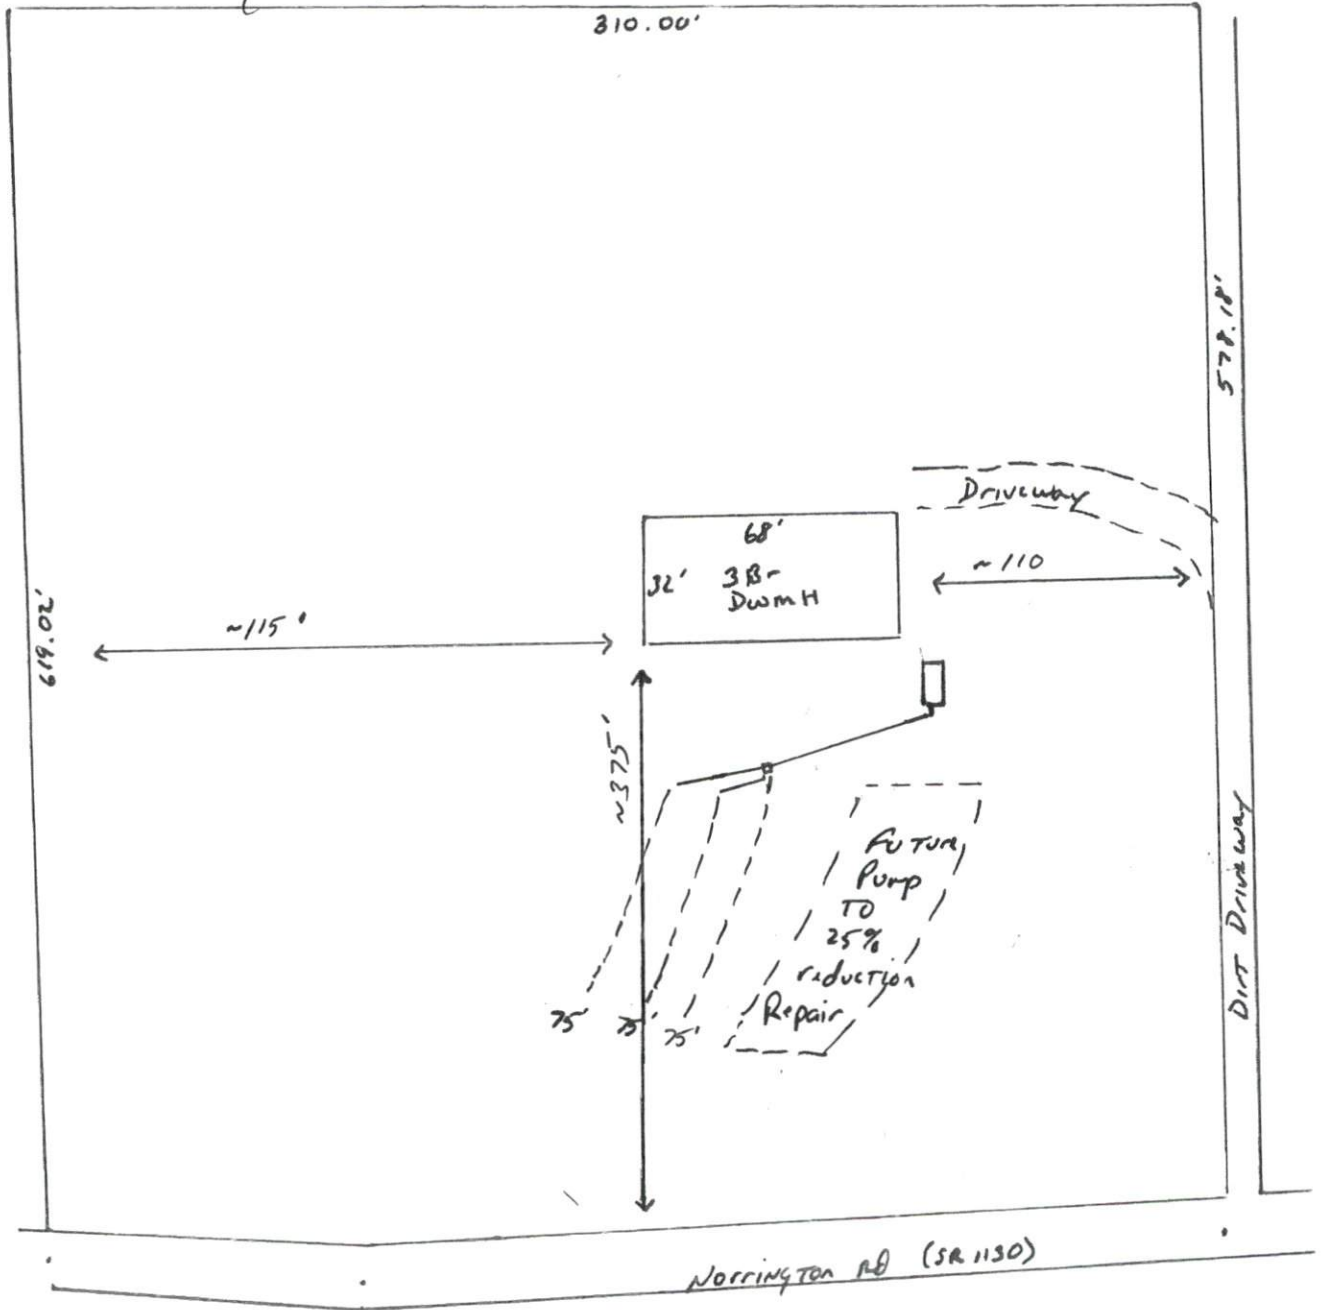 310.00'
578.18'
Driveway
68'
32'
3Br
DWMH
~110
~115'
619.02'
~375'
Future
Pump
TO
25%
reduction
Repair
75'
75'
75'
Dirt Driveway
Norrington RD (SR 1130)